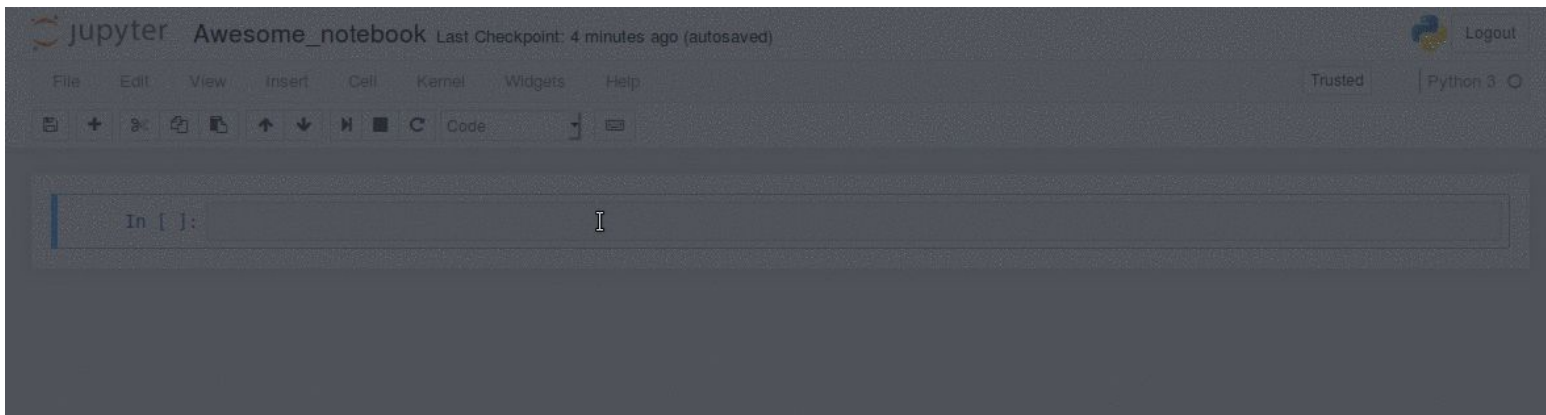 jupyter Awesome_notebook Last Checkpoint: 4 minutes ago (autosaved) Logout
File Edit View Insert Cell Kernel Widgets Help Trusted Python 3
Code
In [ ]: